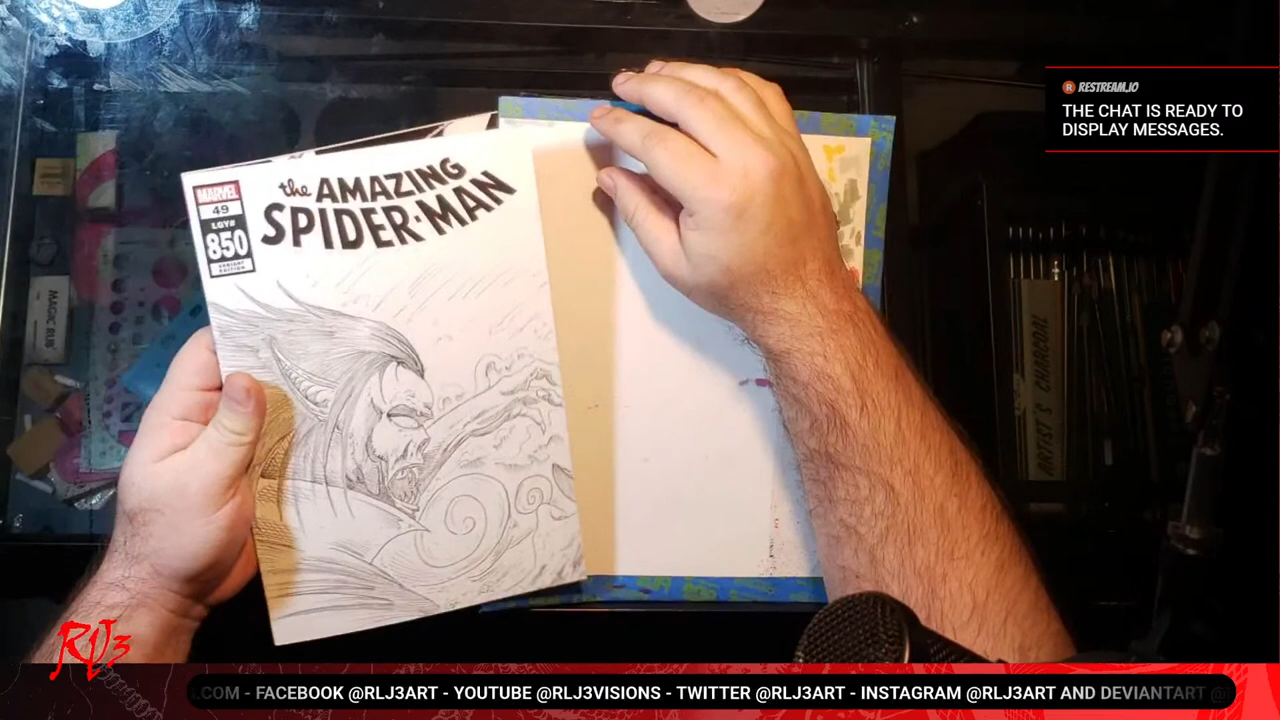 RESTREAM.IO
THE CHAT IS READY TO
DISPLAY MESSAGES.
the AMAZING
SPIDER-MAN
MARVEL
49
LGY#
850
VARIANT
EDITION
MAGIC RUB
ARTIST'S CHARCOAL
RLJ3
.COM - FACEBOOK @RLJ3ART - YOUTUBE @RLJ3VISIONS - TWITTER @RLJ3ART - INSTAGRAM @RLJ3ART AND DEVIANTART @